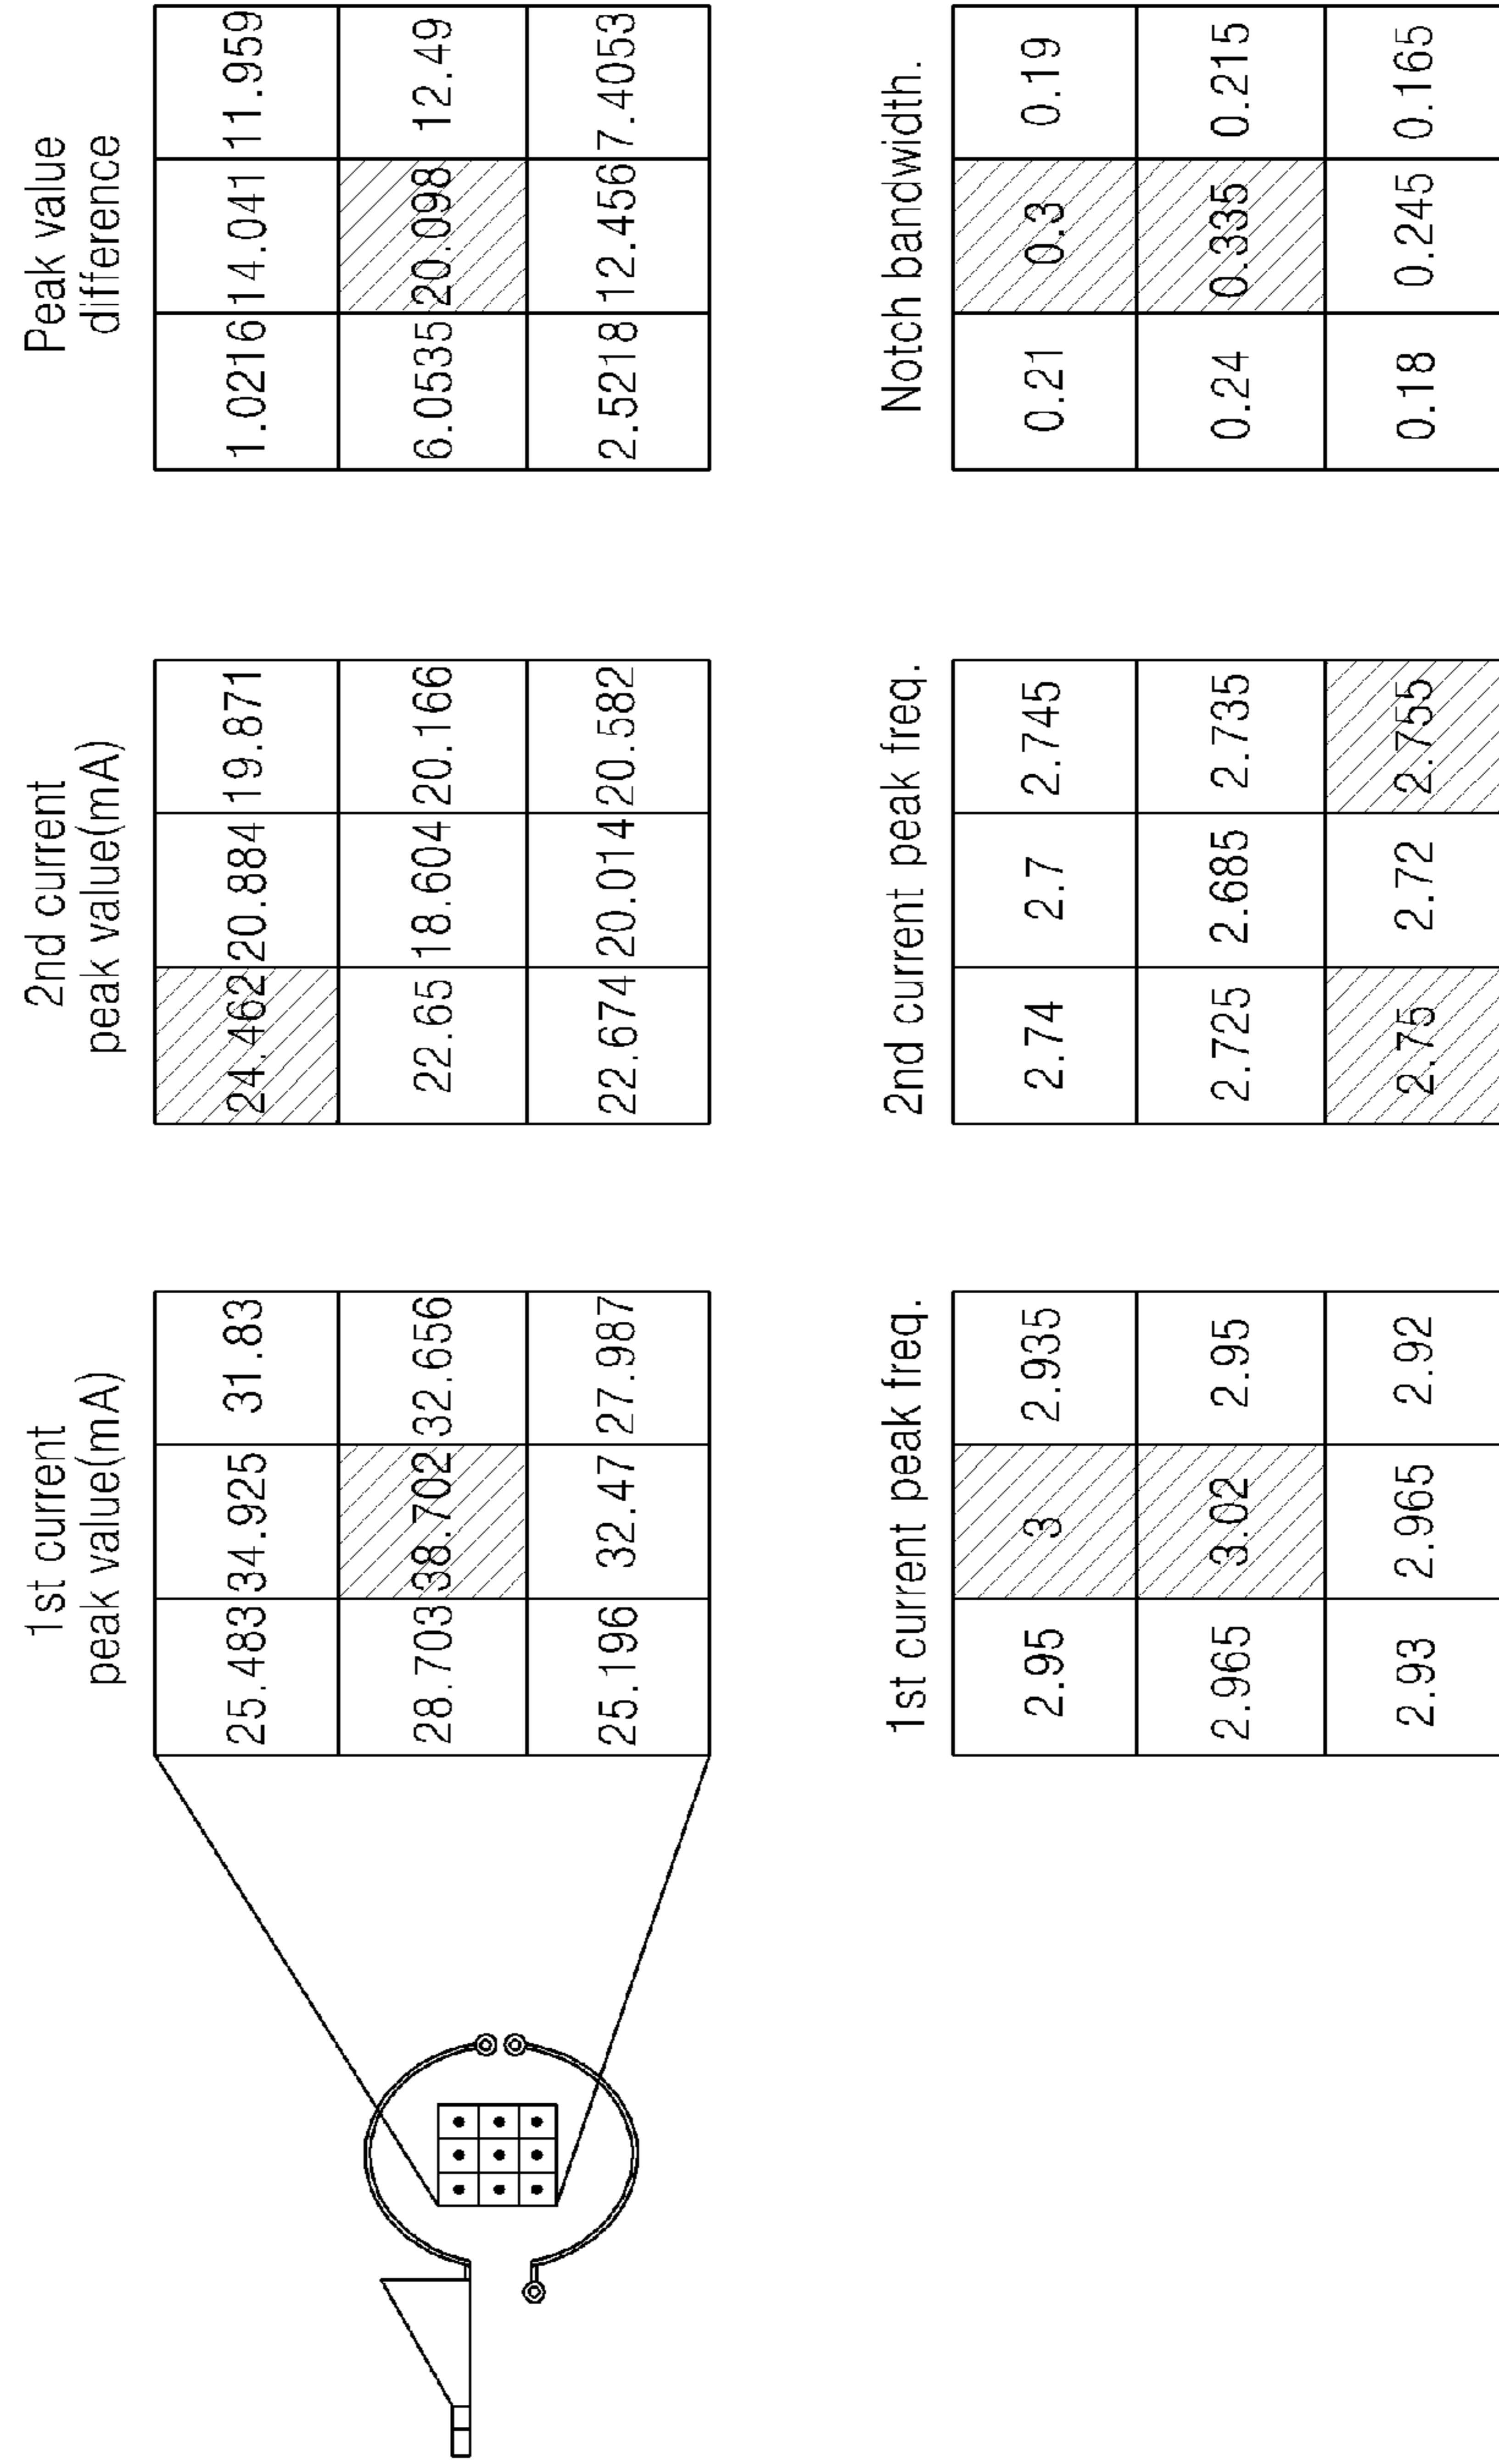 1st current
peak value(mA)
25.483 34.925 31.83
28.703 38.702 32.656
25.196 32.47 27.987
2nd current
peak value(mA)
24.462 20.884 19.871
22.65 18.604 20.166
22.674 20.014 20.582
Peak value
difference
1.0216 14.041 11.959
6.0535 20.098 12.49
2.5218 12.456 7.4053
1st current peak freq.
2.95 3 2.935
2.965 3.02 2.95
2.93 2.965 2.92
2nd current peak freq.
2.74 2.7 2.745
2.725 2.685 2.735
2.75 2.72 2.755
Notch bandwidth.
0.21 0.3 0.19
0.24 0.335 0.215
0.18 0.245 0.165